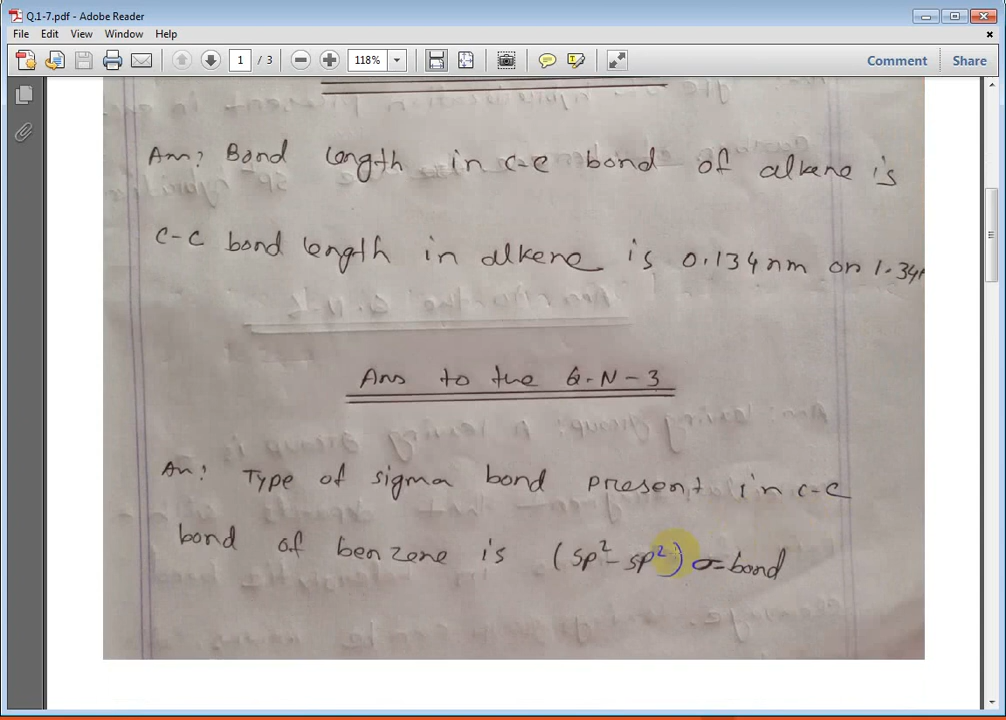 Q.1-7.pdf - Adobe Reader
File Edit View Window Help
1 / 3 118% Comment Share
Ans: Bond length in c-c bond of alkene is
c-c bond length in alkene is 0.134 nm or 1.34
Ans to the Q.N-3
Ans: Type of sigma bond present in c-c
bond of benzene is (sp²-sp²) σ-bond